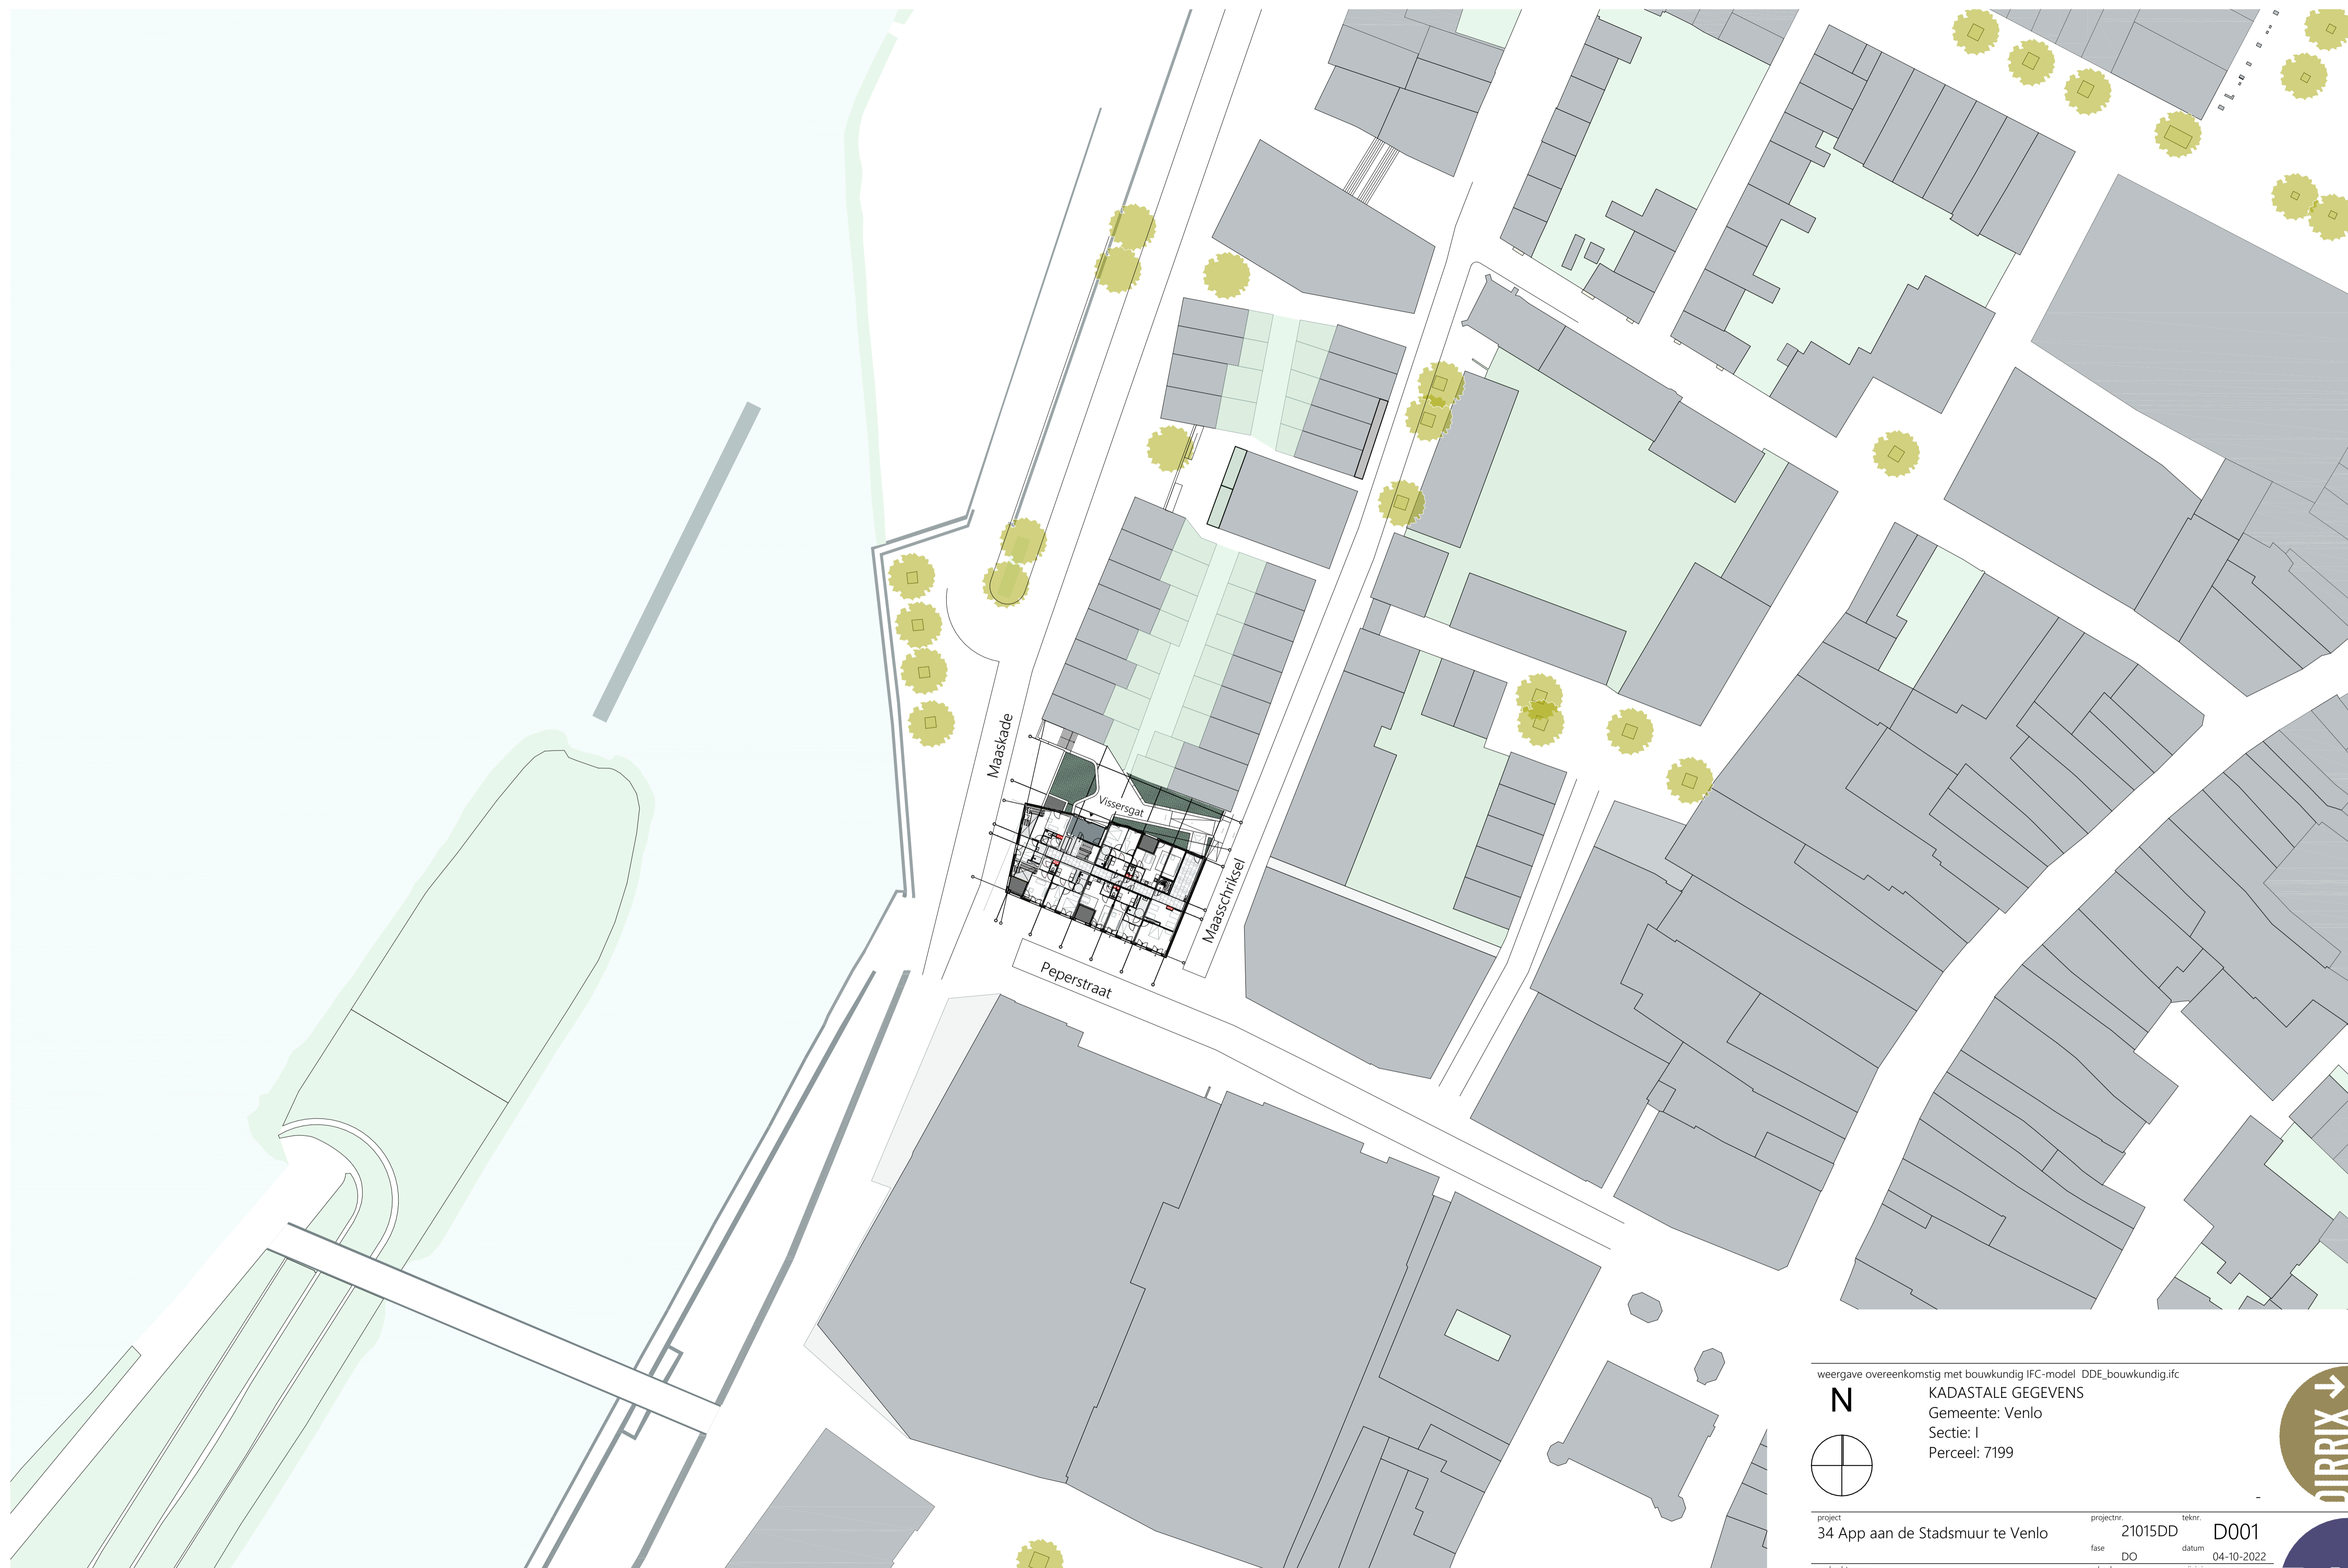 Maaskade
Vissersgat
Maasschriksel
Peperstraat
weergave overeenkomstig met bouwkundig IFC-model DDE_bouwkundig.ifc
N
KADASTALE GEGEVENS
Gemeente: Venlo
Sectie: I
Perceel: 7199
-
DIRRIX
project
34 App aan de Stadsmuur te Venlo
projectnr.
21015DD
teknr.
D001
fase
DO
datum
04-10-2022